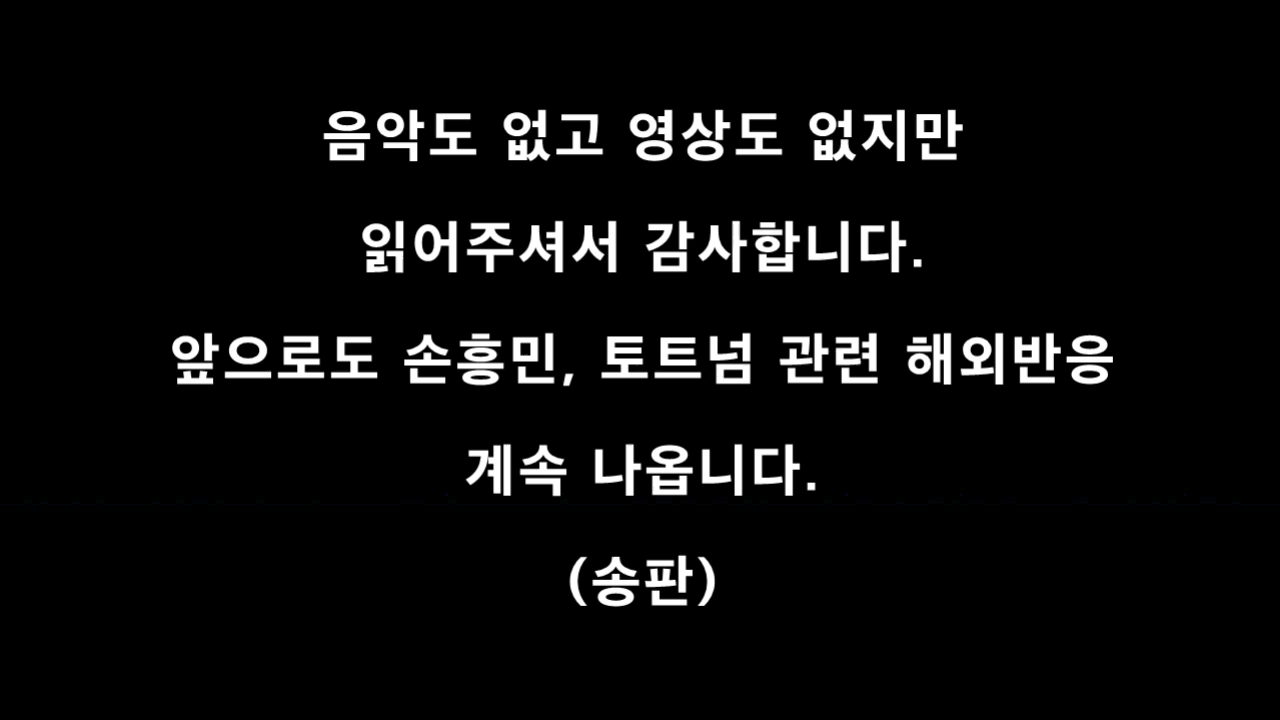 음악도 없고 영상도 없지만
읽어주셔서 감사합니다.
앞으로도 손흥민, 토트넘 관련 해외반응
계속 나옵니다.
(송판)